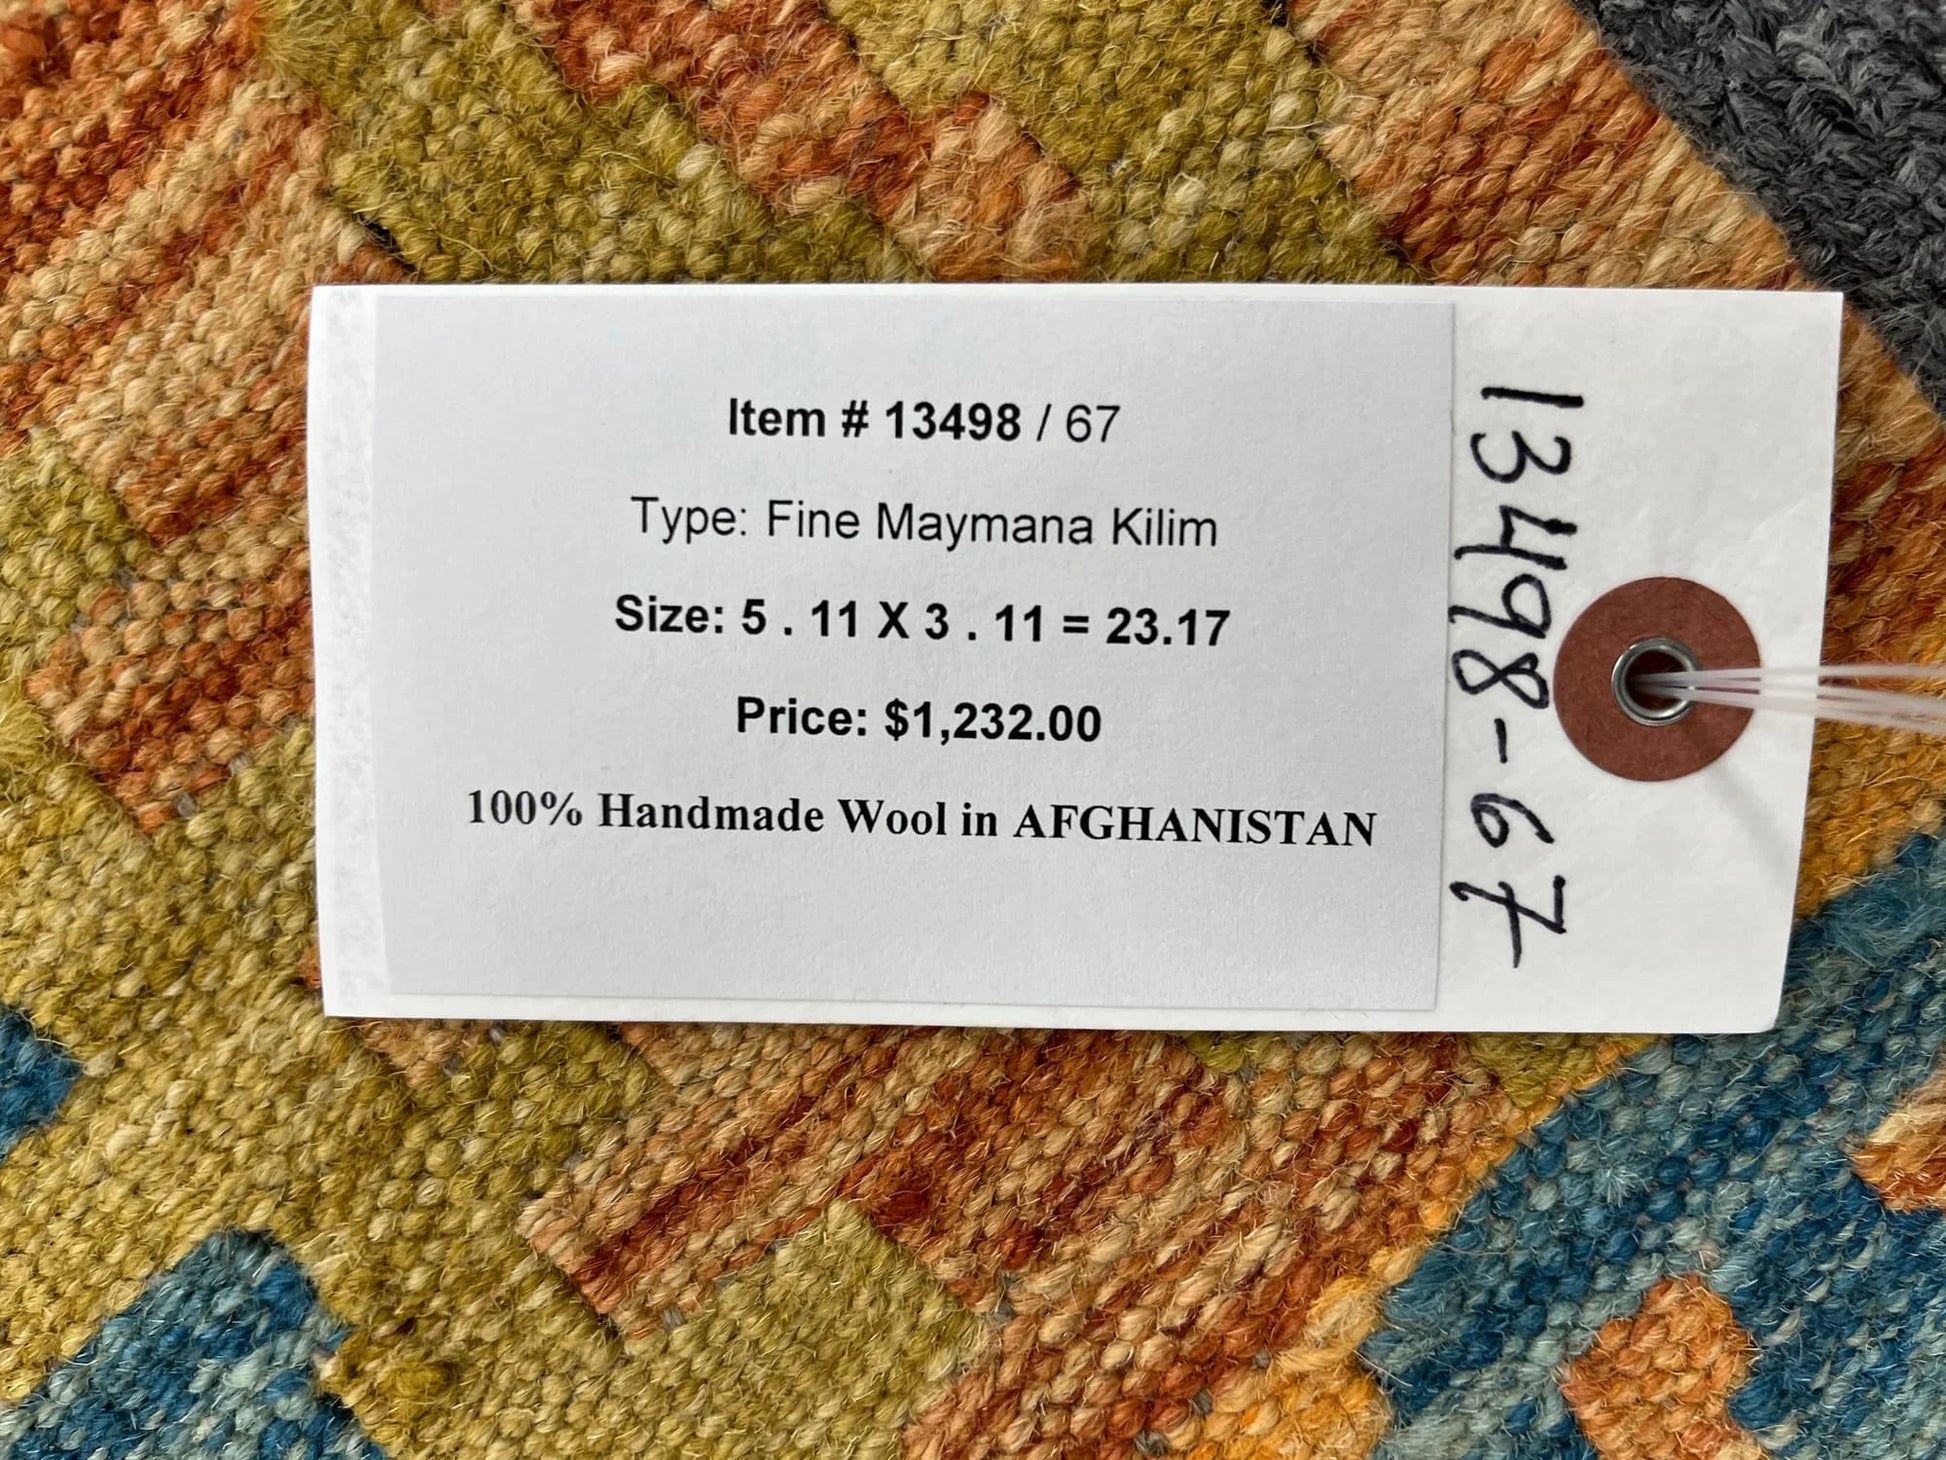 Item # 13498 / 67
Type: Fine Maymana Kilim
Size: 5 . 11 X 3 . 11 = 23.17
Price: $1,232.00
100% Handmade Wool in AFGHANISTAN
13498-67